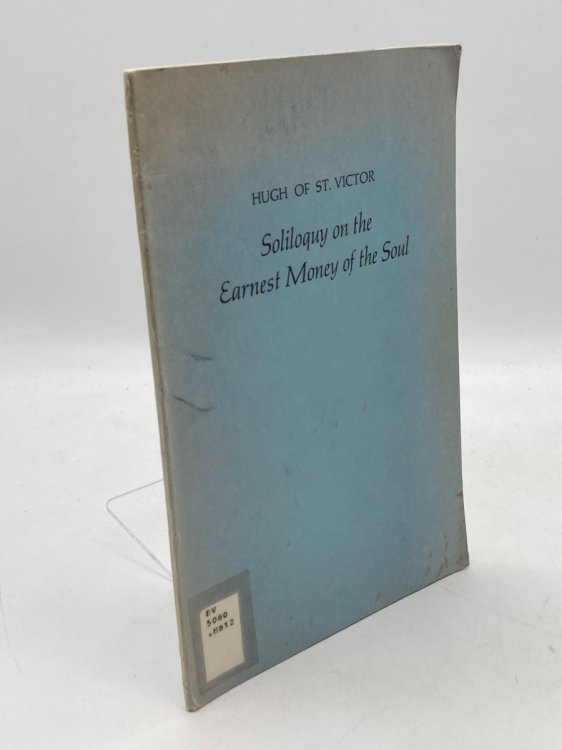 HUGH OF ST. VICTOR
Soliloquy on the
Earnest Money of the Soul
BV
5080
.H812